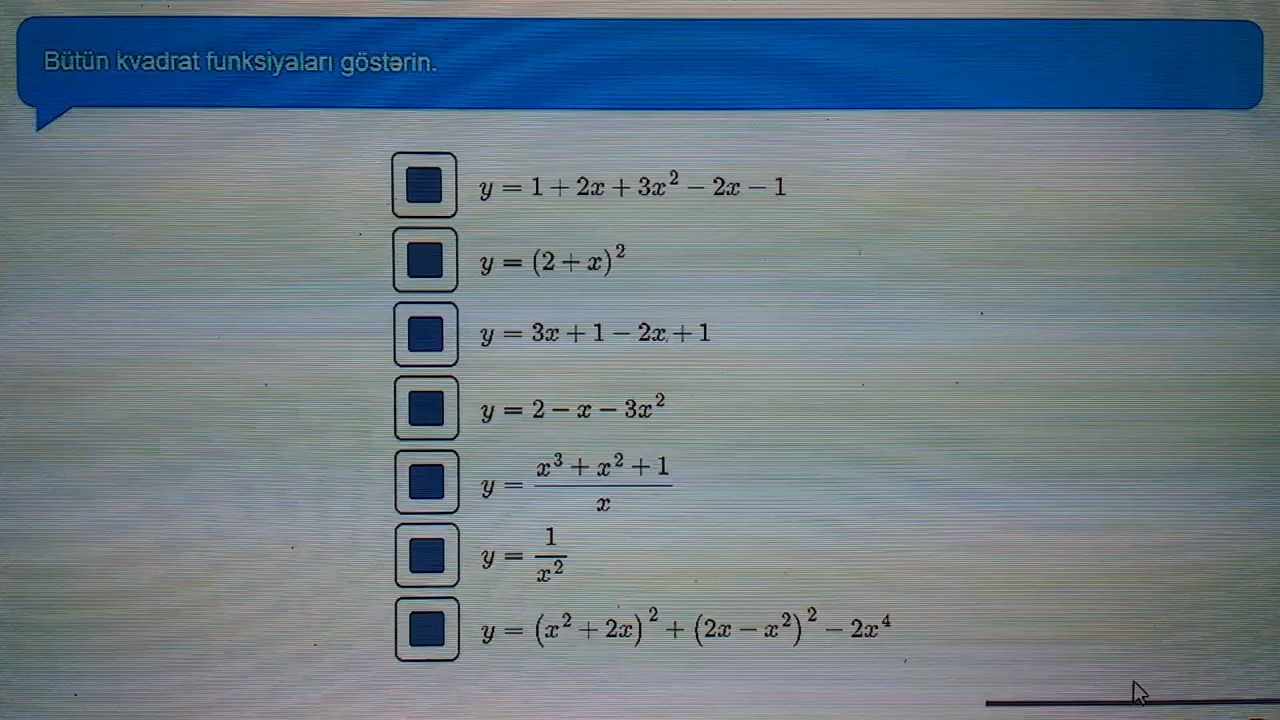 Bütün kvadrat funksiyaları göstərin.
y = 1 + 2x + 3x² − 2x − 1
y = (2 + x)²
y = 3x + 1 − 2x + 1
y = 2 − x − 3x²
y = (x³ + x² + 1)/x
y = 1/x²
y = (x² + 2x)² + (2x − x²)² − 2x⁴